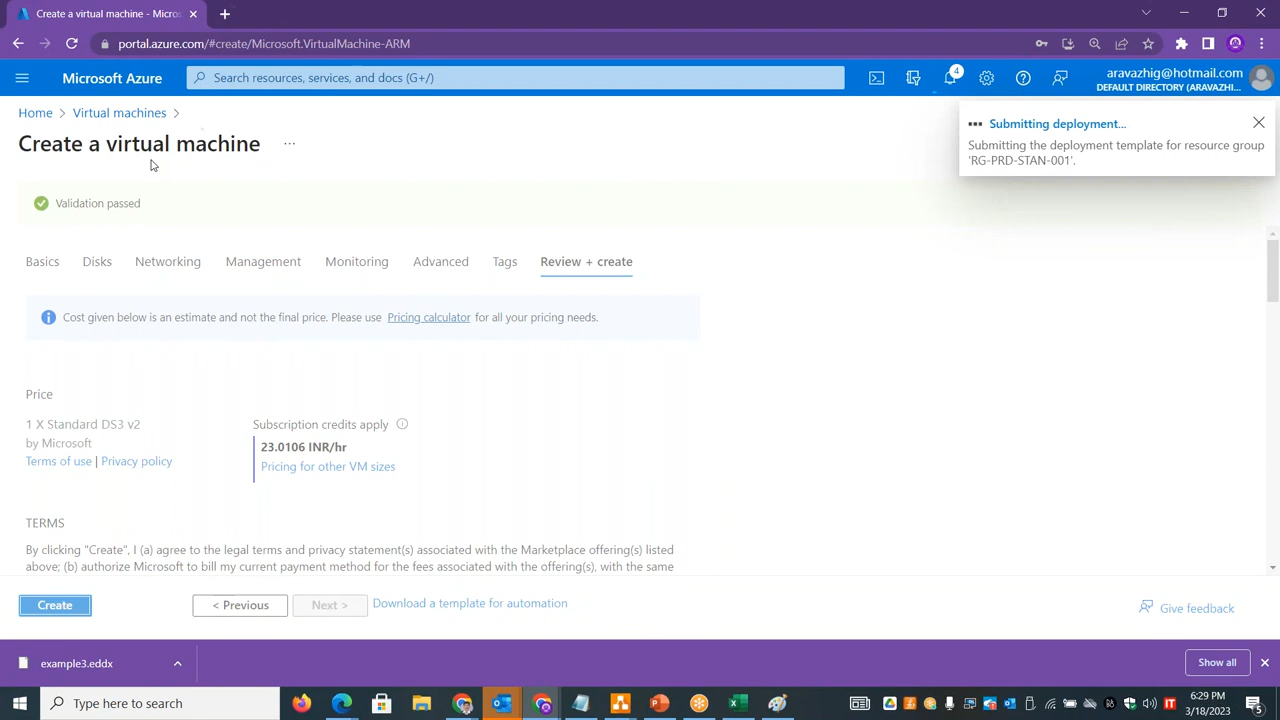 Create a virtual machine - Micros
portal.azure.com/#create/Microsoft.VirtualMachine-ARM
Microsoft Azure
Search resources, services, and docs (G+/)
4
aravazhig@hotmail.com
DEFAULT DIRECTORY (ARAVAZHI...
Home > Virtual machines >
Create a virtual machine ...
Submitting deployment...
Submitting the deployment template for resource group
'RG-PRD-STAN-001'.
Validation passed
Basics Disks Networking Management Monitoring Advanced Tags Review + create
Cost given below is an estimate and not the final price. Please use Pricing calculator for all your pricing needs.
Price
1 X Standard DS3 v2
by Microsoft
Terms of use | Privacy policy
Subscription credits apply
23.0106 INR/hr
Pricing for other VM sizes
TERMS
By clicking "Create", I (a) agree to the legal terms and privacy statement(s) associated with the Marketplace offering(s) listed
above; (b) authorize Microsoft to bill my current payment method for the fees associated with the offering(s), with the same
Create < Previous Next > Download a template for automation
Give feedback
example3.eddx
Show all
Type here to search
6:29 PM
3/18/2023
5